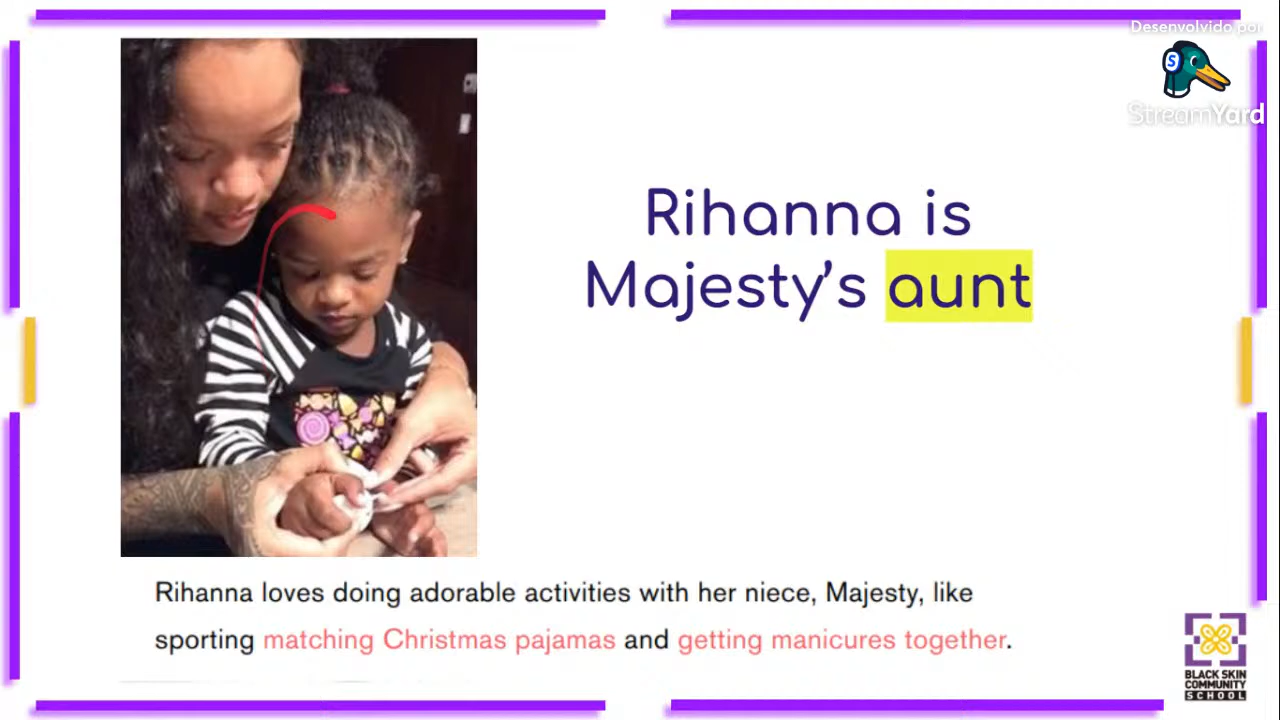 Desenvolvido por
StreamYard
Rihanna is
Majesty's aunt
Rihanna loves doing adorable activities with her niece, Majesty, like
sporting matching Christmas pajamas and getting manicures together.
BLACK SKIN
COMMUNITY
SCHOOL